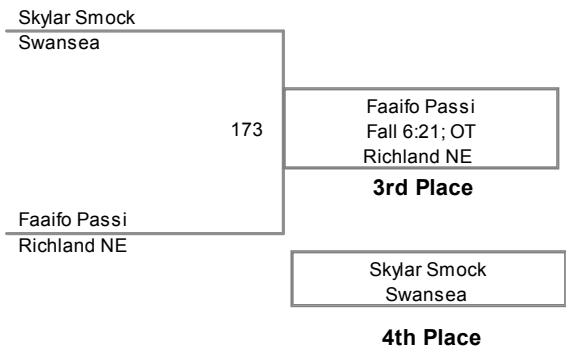 Skylar Smock
Swansea
173
Faaifo Passi
Fall 6:21; OT
Richland NE
3rd Place
Faaifo Passi
Richland NE
Skylar Smock
Swansea
4th Place